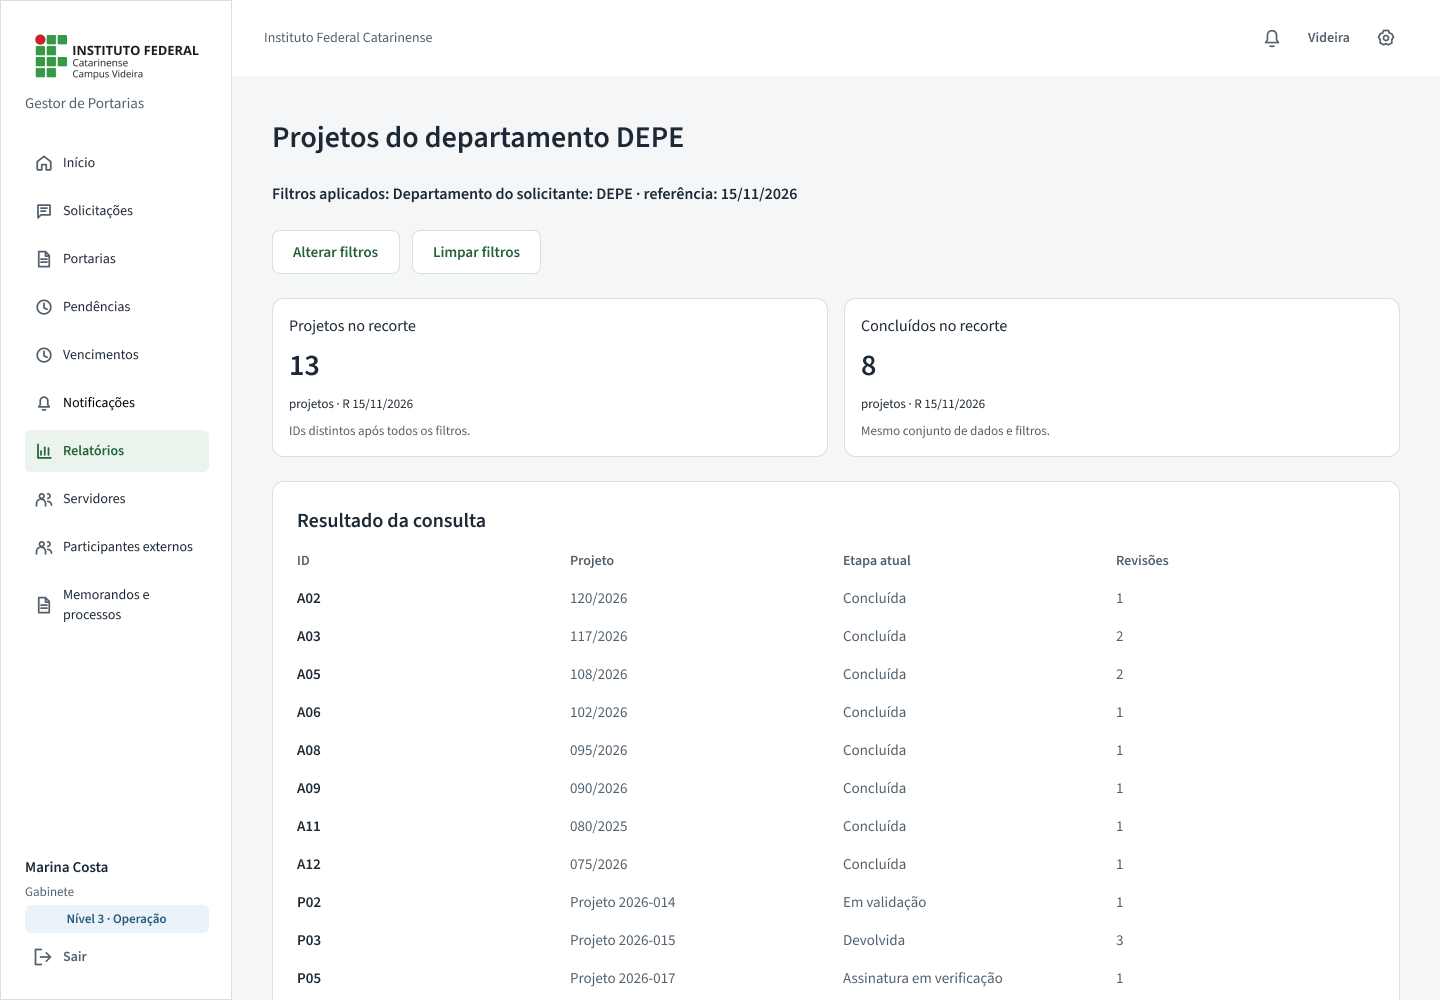 INSTITUTO FEDERAL
Catarinense
Campus Videira
Gestor de Portarias
Início
Solicitações
Portarias
Pendências
Vencimentos
Notificações
Relatórios
Servidores
Participantes externos
Memorandos e
processos
Marina Costa
Gabinete
Nível 3 · Operação
Sair
Instituto Federal Catarinense
Videira
Projetos do departamento DEPE
Filtros aplicados: Departamento do solicitante: DEPE · referência: 15/11/2026
Alterar filtros
Limpar filtros
Projetos no recorte
13
projetos · R 15/11/2026
IDs distintos após todos os filtros.
Concluídos no recorte
8
projetos · R 15/11/2026
Mesmo conjunto de dados e filtros.
Resultado da consulta
ID Projeto Etapa atual Revisões
A02 120/2026 Concluída 1
A03 117/2026 Concluída 2
A05 108/2026 Concluída 2
A06 102/2026 Concluída 1
A08 095/2026 Concluída 1
A09 090/2026 Concluída 1
A11 080/2025 Concluída 1
A12 075/2026 Concluída 1
P02 Projeto 2026-014 Em validação 1
P03 Projeto 2026-015 Devolvida 3
P05 Projeto 2026-017 Assinatura em verificação 1